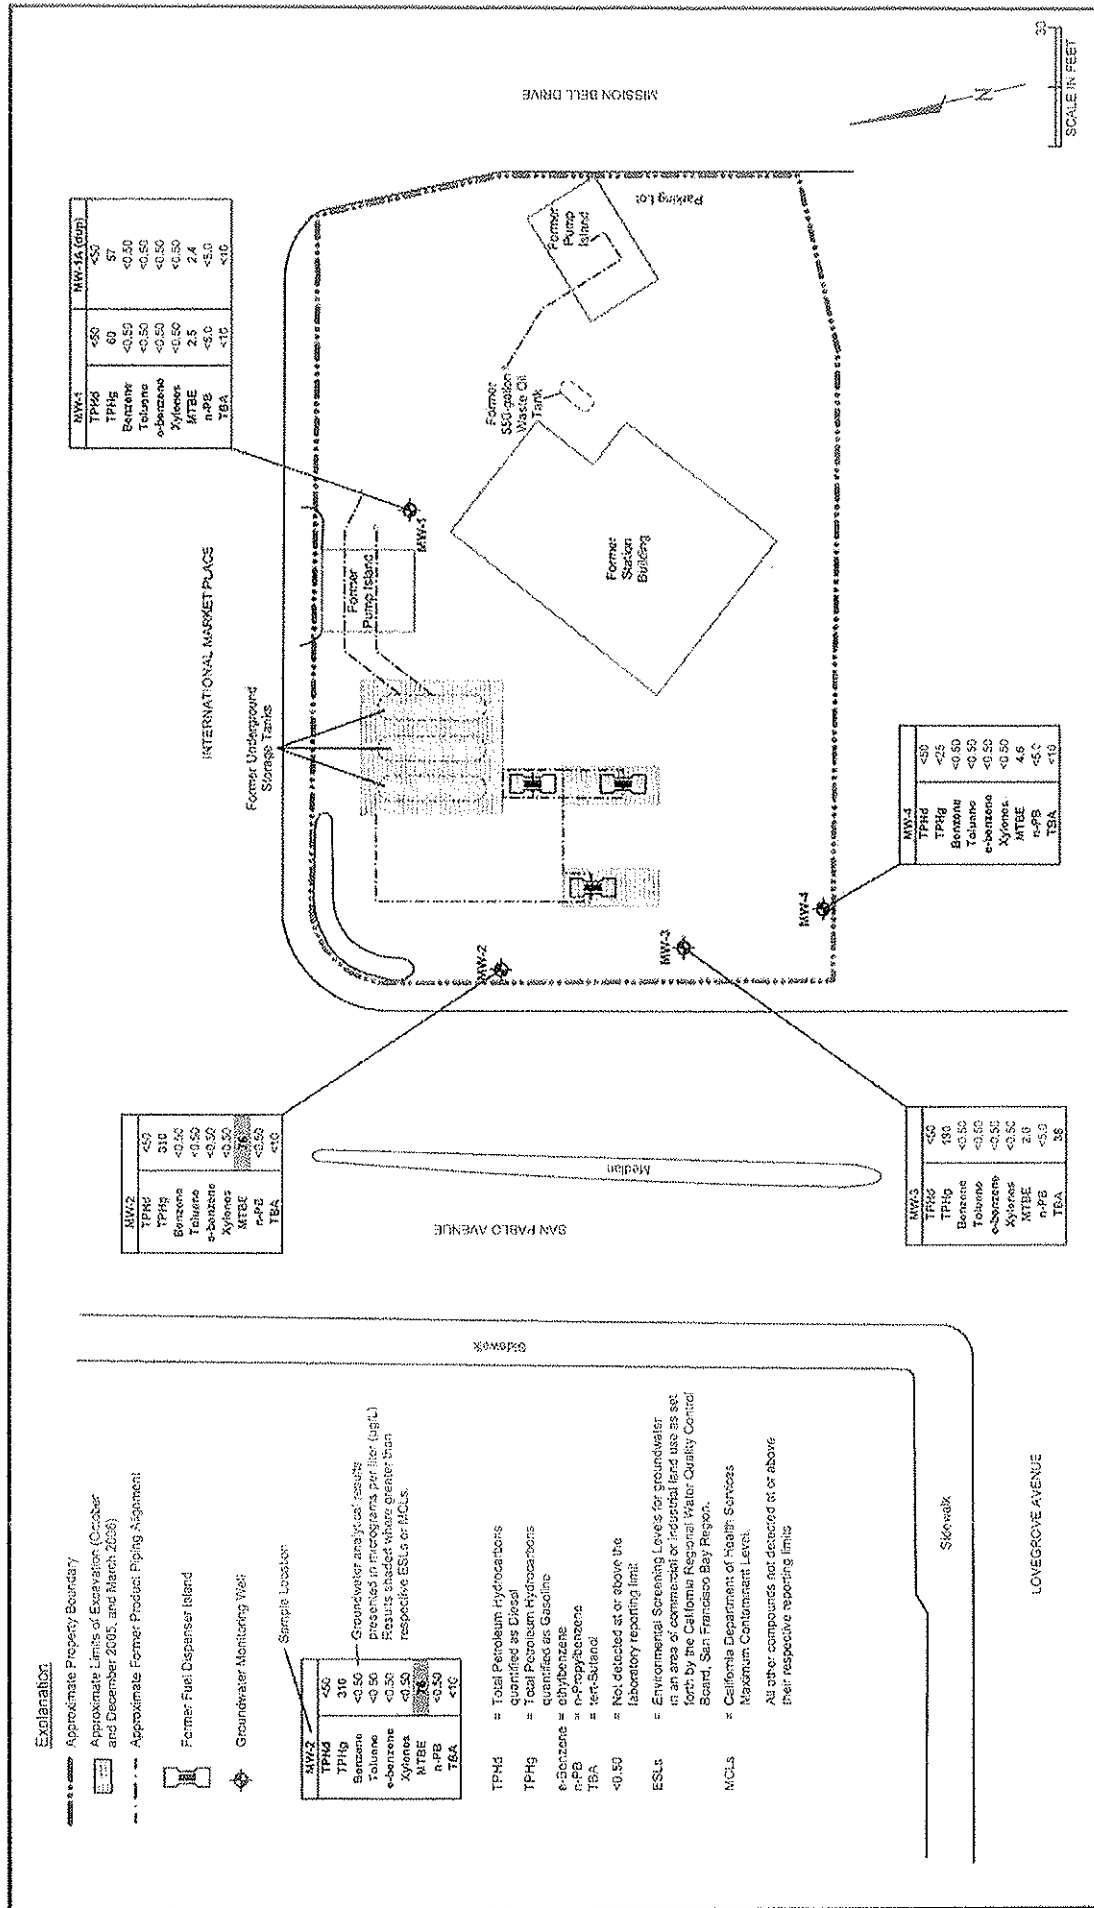 Explanation
Approximate Property Boundary
Approximate Limits of Excavation (October
and December 2005, and March 2006)
Approximate Former Product Piping Alignment
Former Fuel Dispenser Island
Groundwater Monitoring Well
Sample Location
MW-2
TPHd <50
TPHg 310
Benzene <0.50
Toluene <0.50
e-benzene <0.50
Xylenes <0.50
MTBE 76
n-PB <0.50
TBA <10
Groundwater analytical results
presented in micrograms per liter (µg/L)
Results shaded where greater than
respective ESLs or MCLs.
TPHd = Total Petroleum Hydrocarbons
quantified as Diesel
TPHg = Total Petroleum Hydrocarbons
quantified as Gasoline
e-Benzene = ethylbenzene
n-PB = n-Propylbenzene
TBA = tert-Butanol
<0.50 = Not detected at or above the
laboratory reporting limit
ESLs = Environmental Screening Levels for groundwater
in an area of commercial or industrial land use as set
forth by the California Regional Water Quality Control
Board, San Francisco Bay Region.
MCLs = California Department of Health Services
Maximum Contaminant Level.
All other compounds not detected at or above
their respective reporting limits
Sidewalk
Sidewalk
LOVEGROVE AVENUE
SAN PABLO AVENUE
Median
MW-2
TPHd <50
TPHg 310
Benzene <0.50
Toluene <0.50
e-benzene <0.50
Xylenes <0.50
MTBE 76
n-PB <0.50
TBA <10
MW-3
TPHd <50
TPHg 130
Benzene <0.50
Toluene <0.50
e-benzene <0.50
Xylenes <0.50
MTBE
n-PB <5.0
TBA
MW-2
MW-3
MW-4
MW-4
TPHd <50
TPHg <25
Benzene <0.50
Toluene <0.50
e-benzene <0.50
Xylenes <0.50
MTBE 4.6
n-PB <5.0
TBA <10
INTERNATIONAL MARKET PLACE
Former Underground
Storage Tanks
Former
Pump Island
MW-1
MW-1 MW-1A (dup)
TPHd <50 <50
TPHg 60 57
Benzene <0.50 <0.50
Toluene <0.50 <0.50
e-benzene <0.50 <0.50
Xylenes <0.50 <0.50
MTBE 2.5 2.4
n-PB <5.0 <5.0
TBA <10 <10
Former
Station
Building
Former
550-gallon
Waste Oil
Tank
Former
Pump
Island
Parking Lot
MISSION BELL DRIVE
N
30
SCALE IN FEET